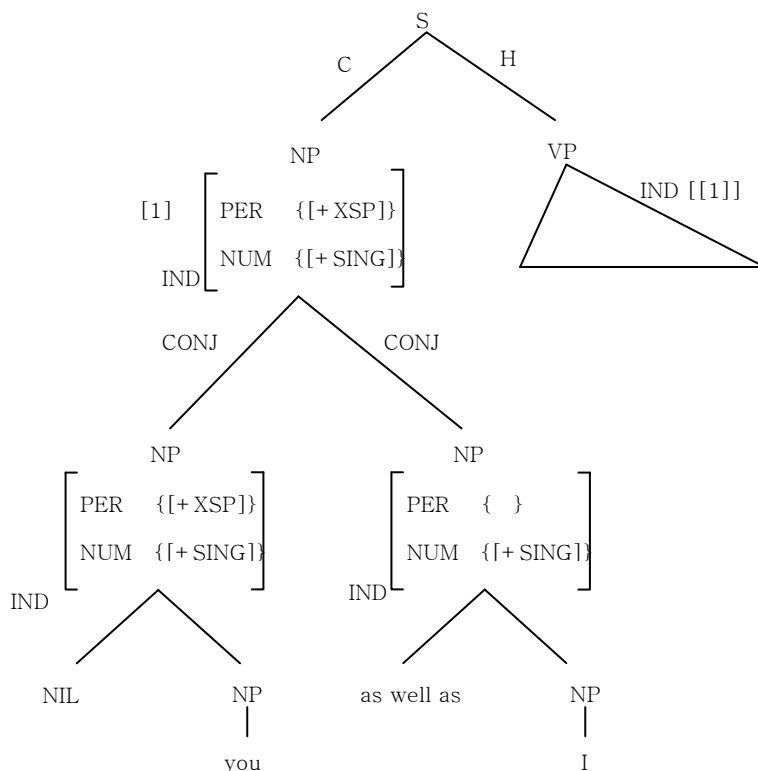 S
C H
NP VP
IND [[1]]
[1] PER {[+XSP]}
NUM {[+SING]}
IND
CONJ CONJ
NP NP
PER {[+XSP]} PER { }
NUM {[+SING]} NUM {[+SING]}
IND IND
NIL NP as well as NP
you I